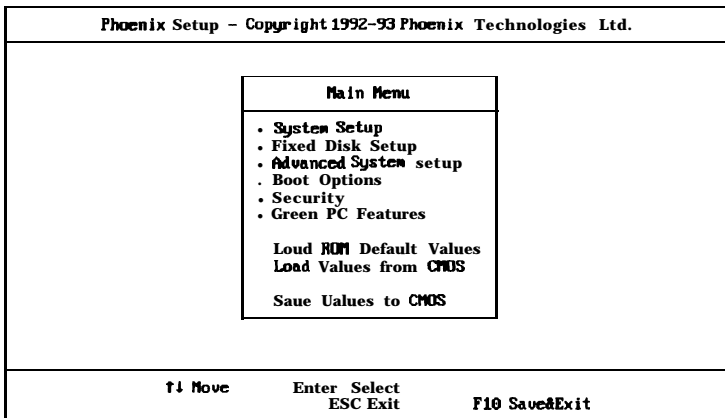 Phoenix Setup – Copyright 1992-93 Phoenix Technologies Ltd.
Main Menu
• System Setup
• Fixed Disk Setup
• Advanced System setup
. Boot Options
• Security
• Green PC Features
Loud ROM Default Values
Load Values from CMOS
Saue Ualues to CMOS
↑↓ Move Enter Select
ESC Exit F10 Save&Exit